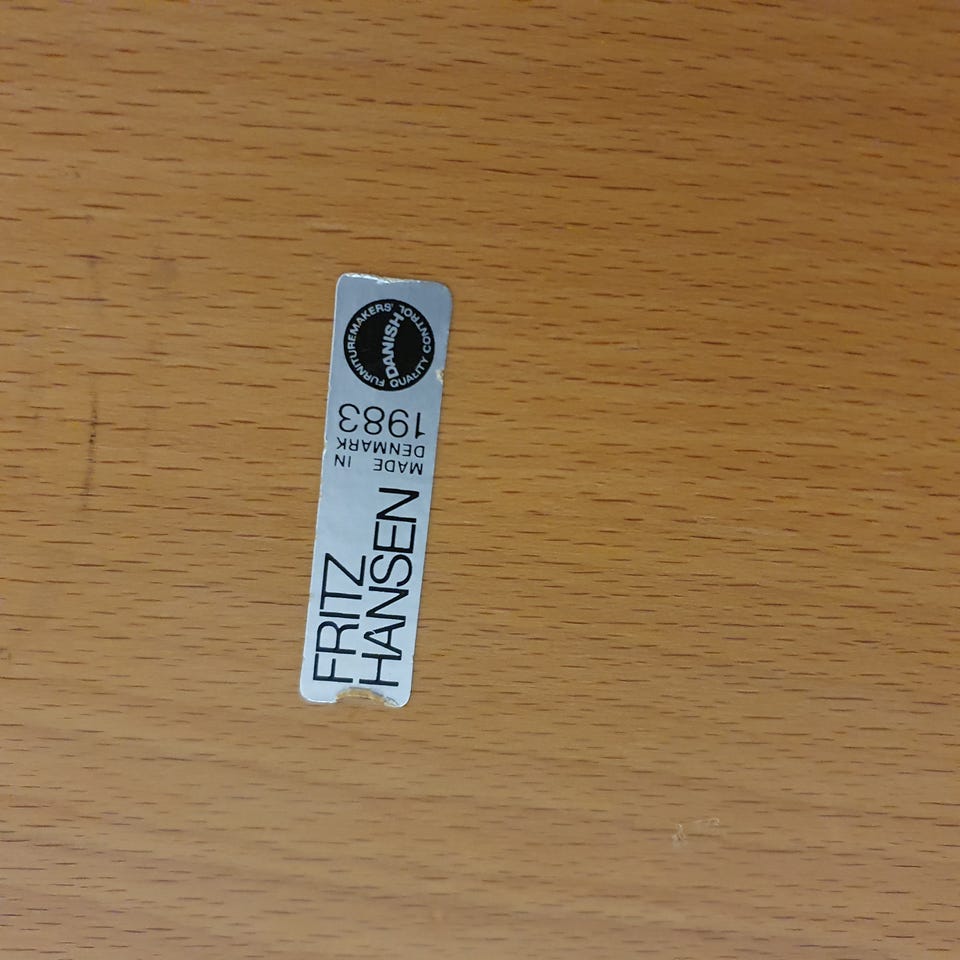 FRITZ
HANSEN
MADE IN
DENMARK
1983
FURNITUREMAKERS'
DANISH
QUALITY CONTROL